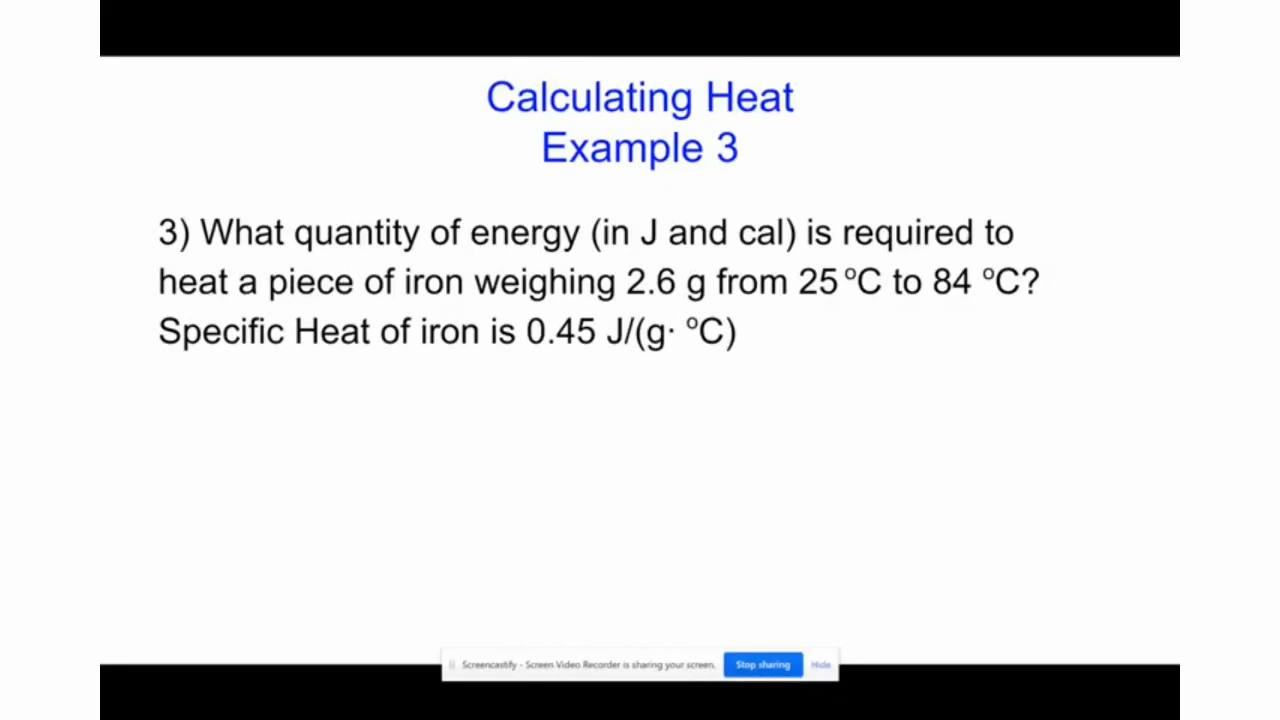 Calculating Heat
Example 3
3) What quantity of energy (in J and cal) is required to
heat a piece of iron weighing 2.6 g from 25 ºC to 84 ºC?
Specific Heat of iron is 0.45 J/(g· ºC)
Screencastify - Screen Video Recorder is sharing your screen. Stop sharing Hide